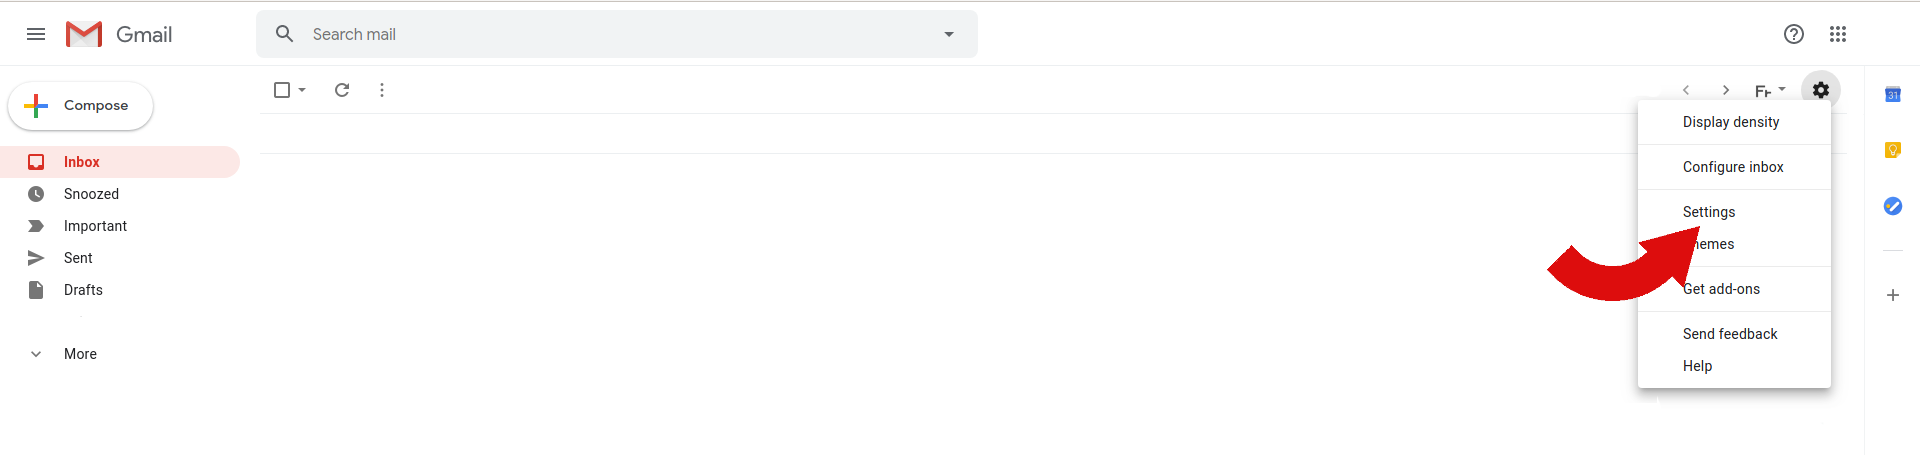 Gmail
Search mail
Compose
Inbox
Snoozed
Important
Sent
Drafts
More
Display density
Configure inbox
Settings
emes
Get add-ons
Send feedback
Help
31